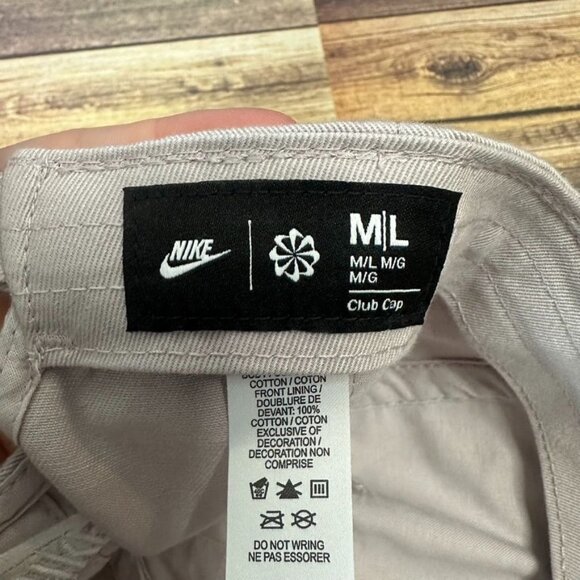 NIKE
M|L
M/L M/G
M/G
Club Cap
COTTON / COTON
FRONT LINING /
DOUBLURE DE
DEVANT: 100%
COTTON / COTON
EXCLUSIVE OF
DECORATION /
DECORATION NON
COMPRISE
DO NOT WRING
NE PAS ESSORER